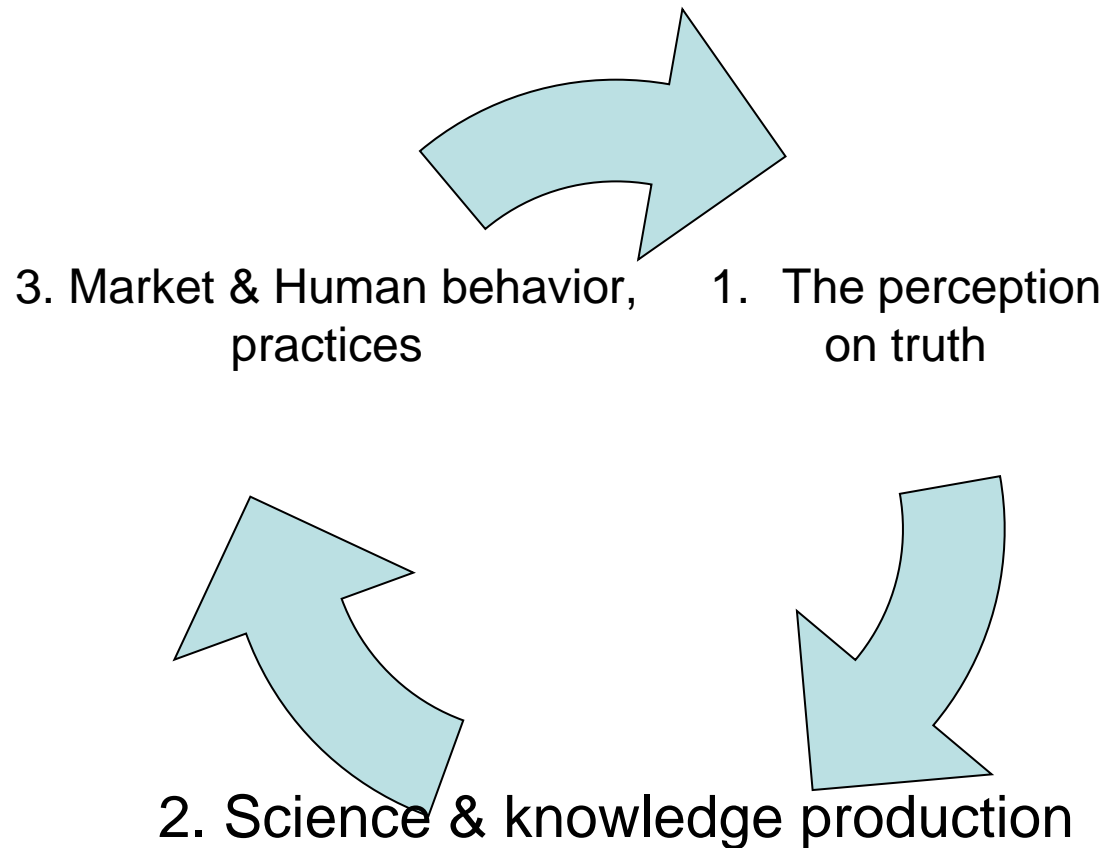 3. Market & Human behavior,
practices
1. The perception
on truth
2. Science & knowledge production